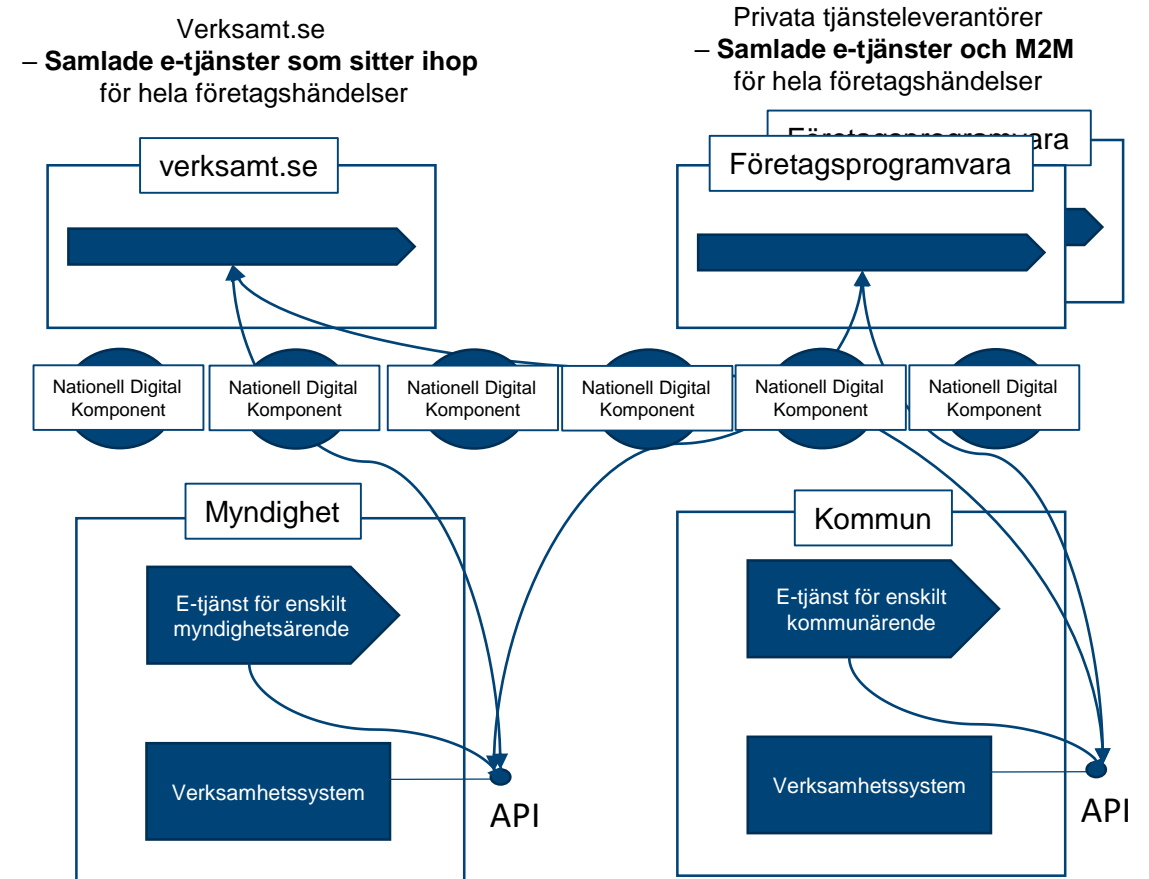 Verksamt.se
– Samlade e-tjänster som sitter ihop
för hela företagshändelser
Privata tjänsteleverantörer
– Samlade e-tjänster och M2M
för hela företagshändelser
verksamt.se
Företagsprogramvara
Företagsprogramvara
Nationell Digital
Komponent
Nationell Digital
Komponent
Nationell Digital
Komponent
Nationell Digital
Komponent
Nationell Digital
Komponent
Nationell Digital
Komponent
Myndighet
E-tjänst för enskilt
myndighetsärende
Verksamhetssystem
API
Kommun
E-tjänst för enskilt
kommunärende
Verksamhetssystem
API